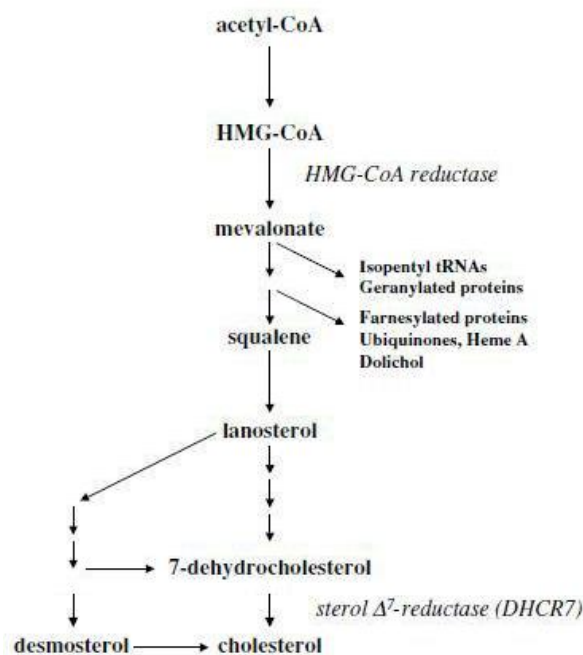 acetyl-CoA
HMG-CoA
HMG-CoA reductase
mevalonate
Isopentyl tRNAs
Geranylated proteins
Farnesylated proteins
squalene
Ubiquinones, Heme A
Dolichol
lanosterol
7-dehydrocholesterol
sterol Δ⁷-reductase (DHCR7)
desmosterol
cholesterol